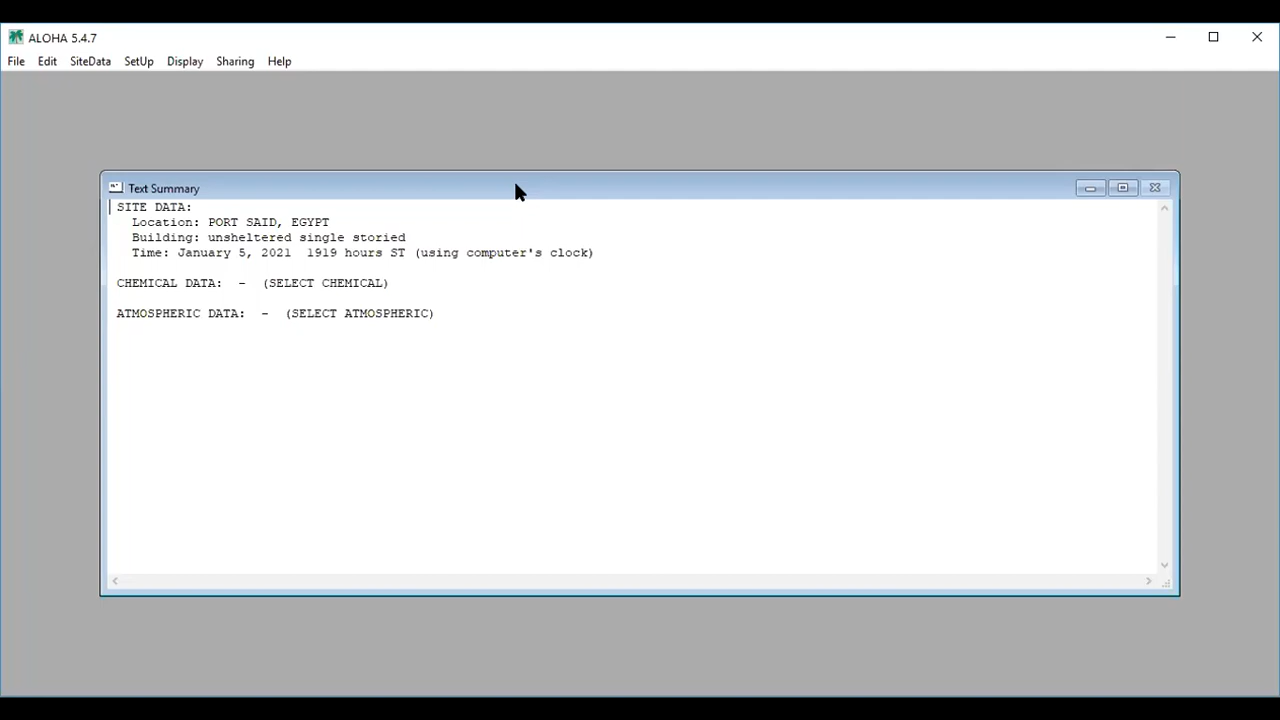 ALOHA 5.4.7
File Edit SiteData SetUp Display Sharing Help
Text Summary
SITE DATA:
Location: PORT SAID, EGYPT
Building: unsheltered single storied
Time: January 5, 2021  1919 hours ST (using computer's clock)
CHEMICAL DATA:  -  (SELECT CHEMICAL)
ATMOSPHERIC DATA:  -  (SELECT ATMOSPHERIC)